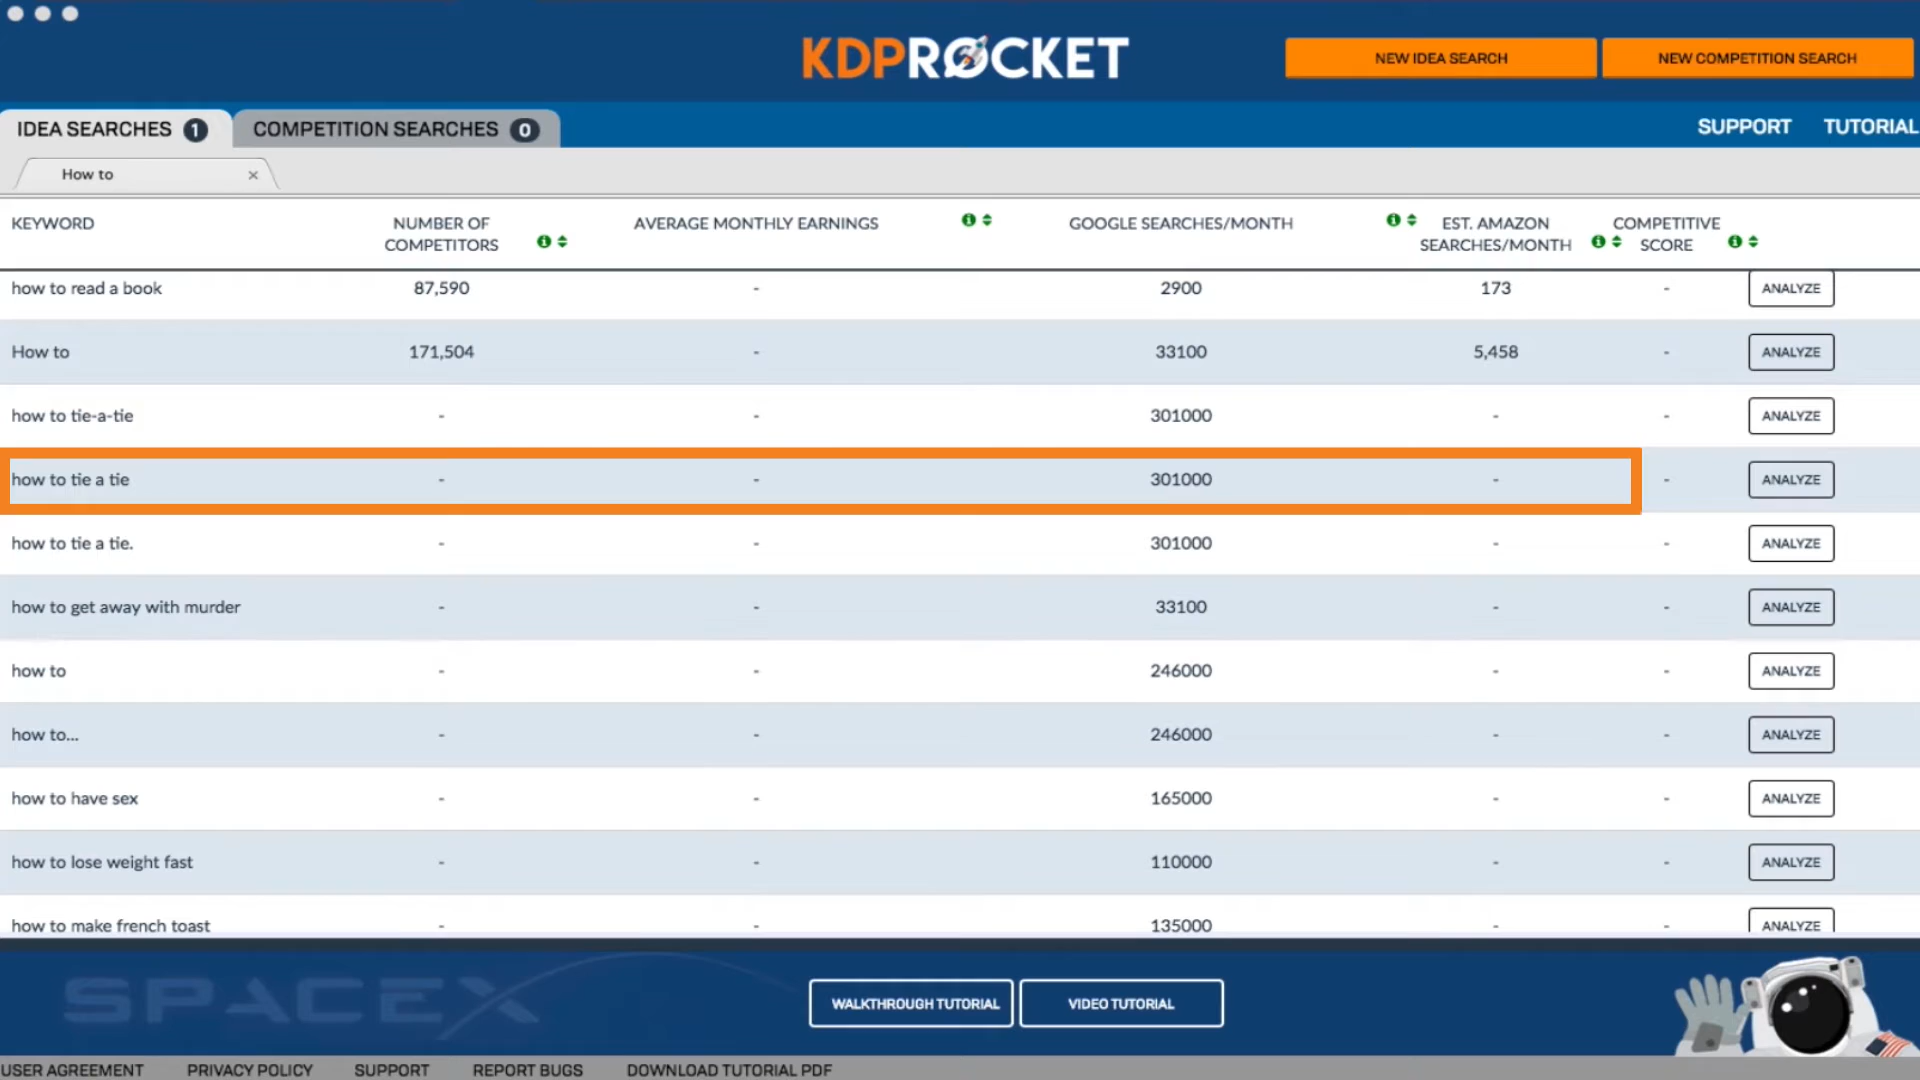 KDPROCKET
NEW IDEA SEARCH
NEW COMPETITION SEARCH
IDEA SEARCHES 1
COMPETITION SEARCHES 0
SUPPORT
TUTORIAL
How to ×
KEYWORD
NUMBER OF COMPETITORS
AVERAGE MONTHLY EARNINGS
GOOGLE SEARCHES/MONTH
EST. AMAZON SEARCHES/MONTH
COMPETITIVE SCORE
how to read a book 87,590 - 2900 173 - ANALYZE
How to 171,504 - 33100 5,458 - ANALYZE
how to tie-a-tie - - 301000 - - ANALYZE
how to tie a tie - - 301000 - - ANALYZE
how to tie a tie. - - 301000 - - ANALYZE
how to get away with murder - - 33100 - - ANALYZE
how to - - 246000 - - ANALYZE
how to... - - 246000 - - ANALYZE
how to have sex - - 165000 - - ANALYZE
how to lose weight fast - - 110000 - - ANALYZE
how to make french toast - - 135000 - - ANALYZE
SPACEX
WALKTHROUGH TUTORIAL
VIDEO TUTORIAL
USER AGREEMENT PRIVACY POLICY SUPPORT REPORT BUGS DOWNLOAD TUTORIAL PDF